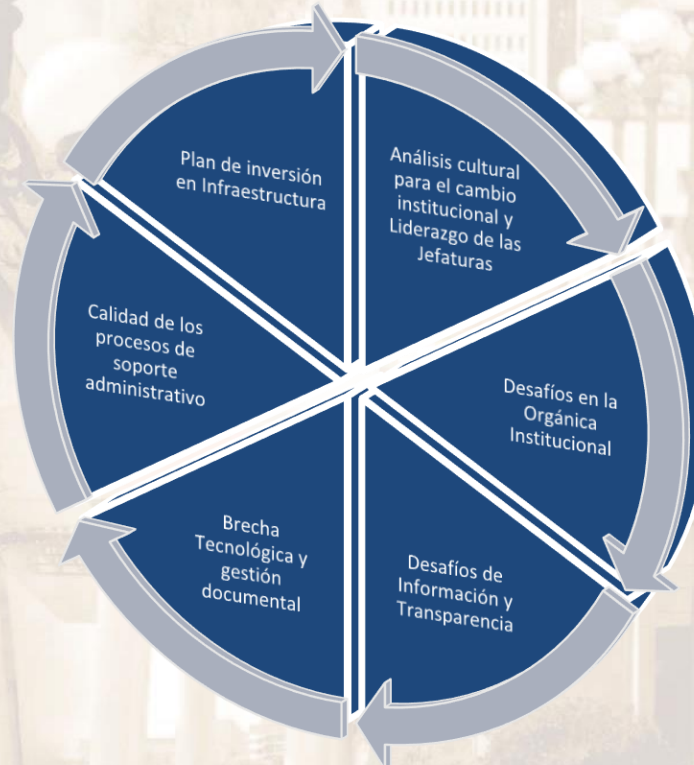 Plan de inversión
en Infraestructura
Análisis cultural
para el cambio
institucional y
Liderazgo de las
Jefaturas
Calidad de los
procesos de
soporte
administrativo
Desafíos en la
Orgánica
Institucional
Brecha
Tecnológica y
gestión
documental
Desafíos de
Información y
Transparencia